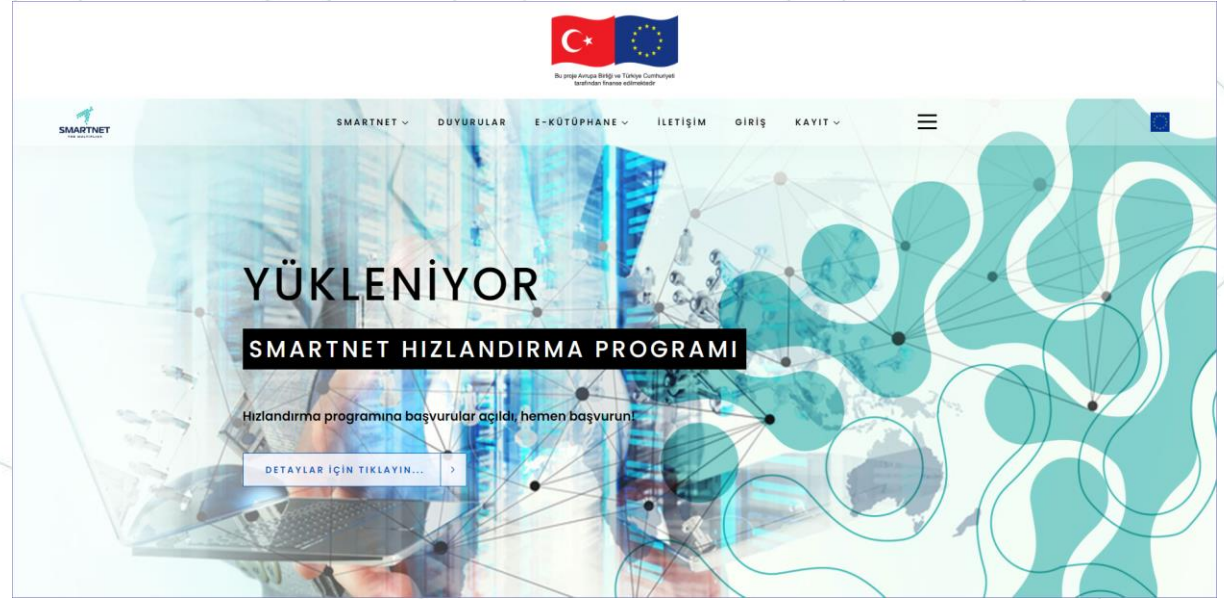 Bu proje Avrupa Birliği ve Türkiye Cumhuriyeti
tarafından finanse edilmektedir
SMARTNET
SMARTNET DUYURULAR E-KÜTÜPHANE İLETİŞİM GİRİŞ KAYIT
YÜKLENİYOR
SMARTNET HIZLANDIRMA PROGRAMI
Hızlandırma programına başvurular açıldı, hemen başvurun!
DETAYLAR İÇİN TIKLAYIN... >